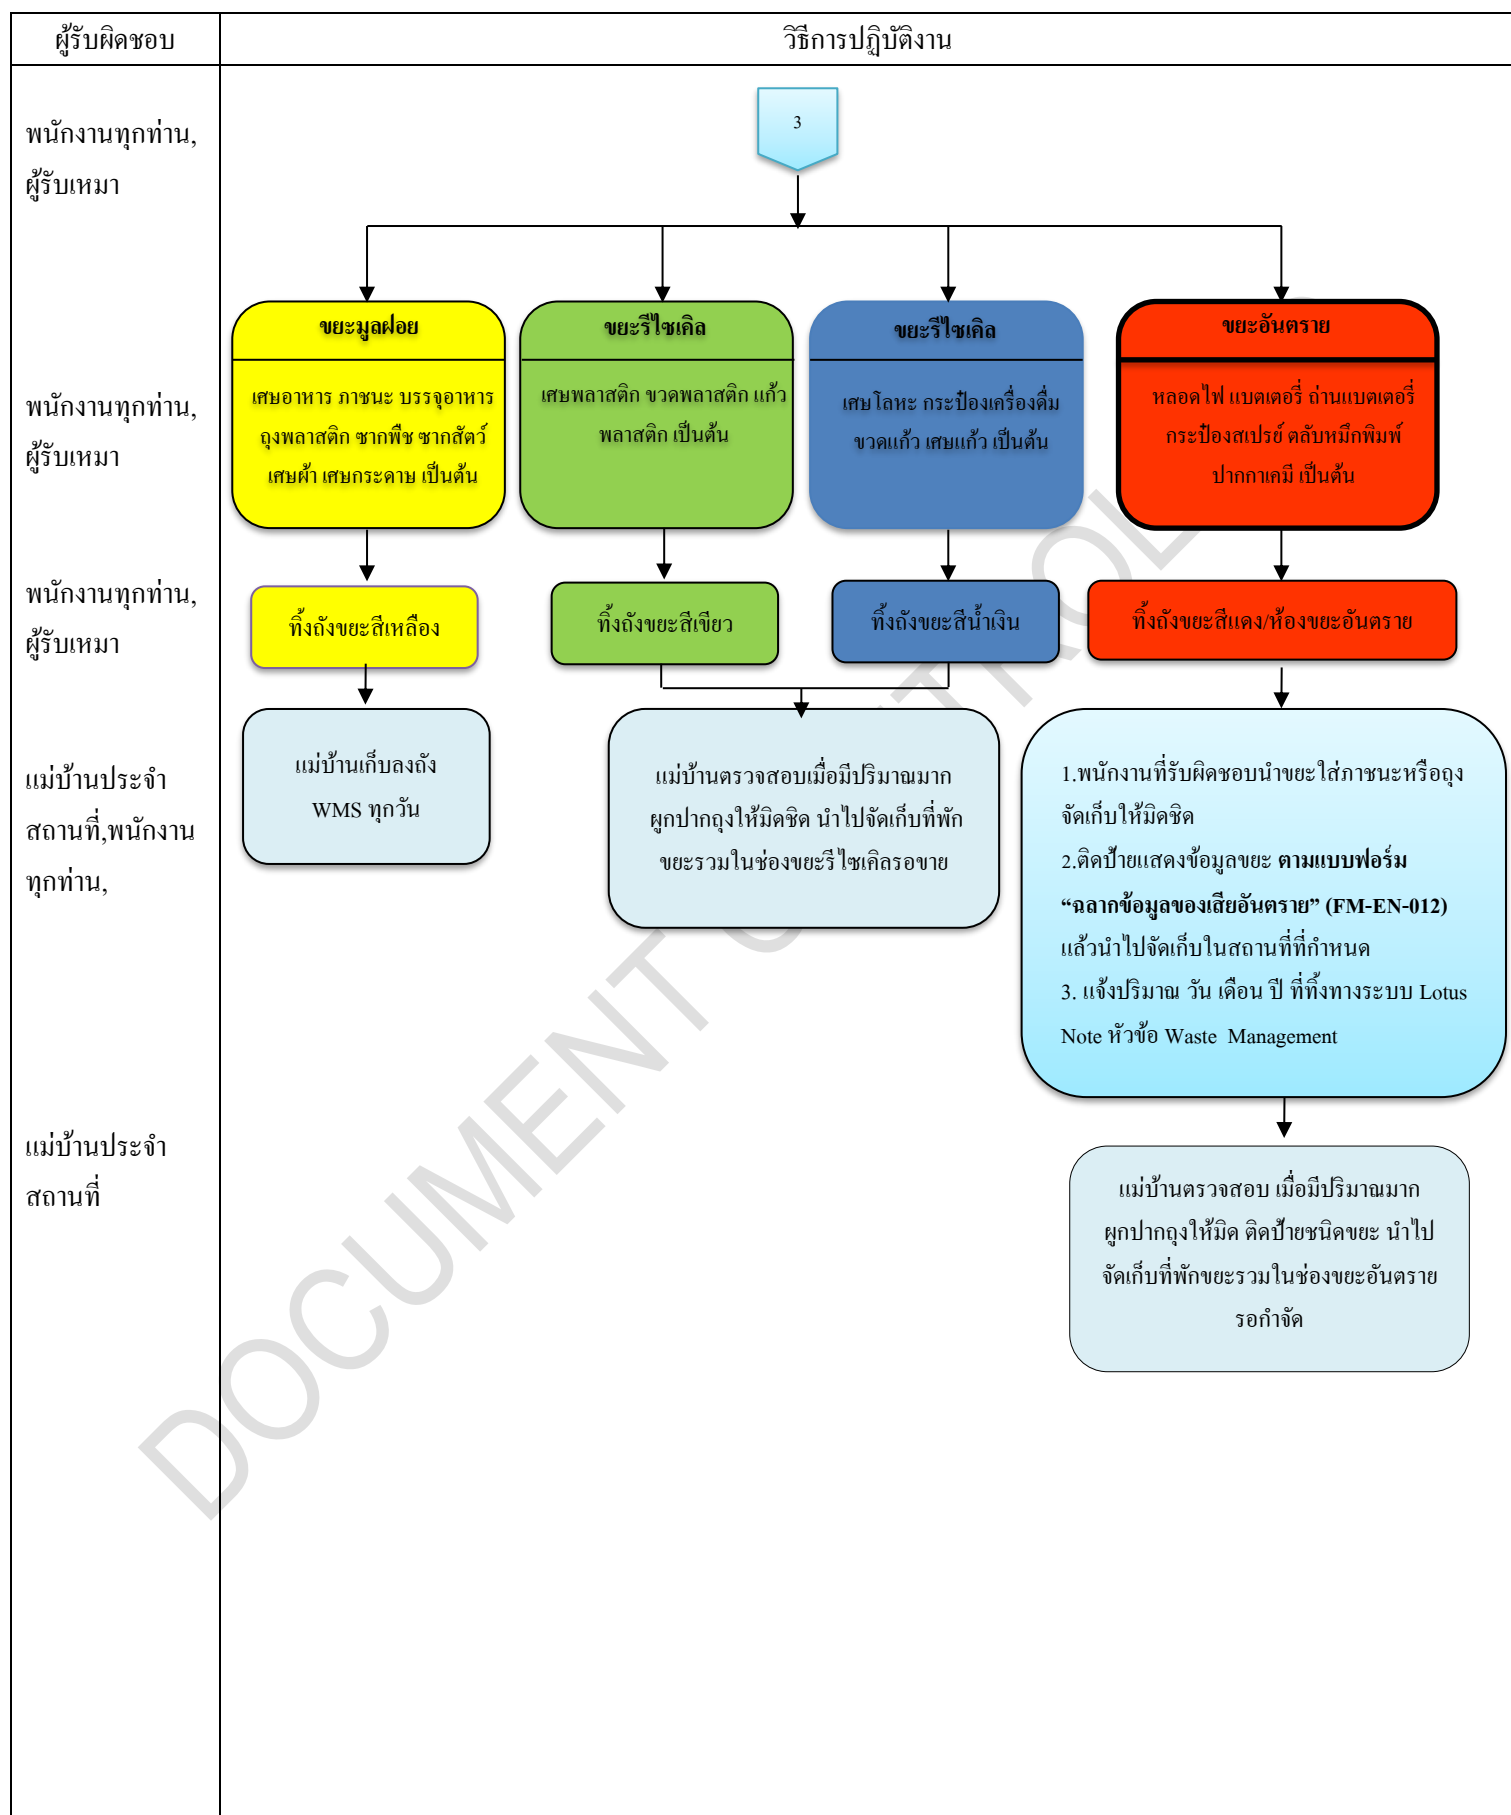 ผู้รับผิดชอบ
วิธีการปฏิบัติงาน
พนักงานทุกท่าน,
ผู้รับเหมา
3
ขยะมูลฝอย
เศษอาหาร ภาชนะ บรรจุอาหาร
ถุงพลาสติก ซากพืช ซากสัตว์
เศษผ้า เศษกระดาษ เป็นต้น
ขยะรีไซเคิล
เศษพลาสติก ขวดพลาสติก แก้ว
พลาสติก เป็นต้น
ขยะรีไซเคิล
เศษโลหะ กระป๋องเครื่องดื่ม
ขวดแก้ว เศษแก้ว เป็นต้น
ขยะอันตราย
หลอดไฟ แบตเตอรี่ ถ่านแบตเตอรี่
กระป๋องสเปรย์ ตลับหมึกพิมพ์
ปากกาเคมี เป็นต้น
พนักงานทุกท่าน,
ผู้รับเหมา
พนักงานทุกท่าน,
ผู้รับเหมา
ทิ้งถังขยะสีเหลือง
ทิ้งถังขยะสีเขียว
ทิ้งถังขยะสีน้ำเงิน
ทิ้งถังขยะสีแดง/ห้องขยะอันตราย
แม่บ้านประจำ
สถานที่,พนักงาน
ทุกท่าน,
แม่บ้านเก็บลงถัง
WMS ทุกวัน
แม่บ้านตรวจสอบเมื่อมีปริมาณมาก
ผูกปากถุงให้มิดชิด นำไปจัดเก็บที่พัก
ขยะรวมในช่องขยะรีไซเคิลรอขาย
1.พนักงานที่รับผิดชอบนำขยะใส่ภาชนะหรือถุง
จัดเก็บให้มิดชิด
2.ติดป้ายแสดงข้อมูลขยะ ตามแบบฟอร์ม
“ฉลากข้อมูลของเสียอันตราย” (FM-EN-012)
แล้วนำไปจัดเก็บในสถานที่ที่กำหนด
3. แจ้งปริมาณ วัน เดือน ปี ที่ทิ้งทางระบบ Lotus
Note หัวข้อ Waste Management
แม่บ้านประจำ
สถานที่
แม่บ้านตรวจสอบ เมื่อมีปริมาณมาก
ผูกปากถุงให้มิด ติดป้ายชนิดขยะ นำไป
จัดเก็บที่พักขยะรวมในช่องขยะอันตราย
รอกำจัด